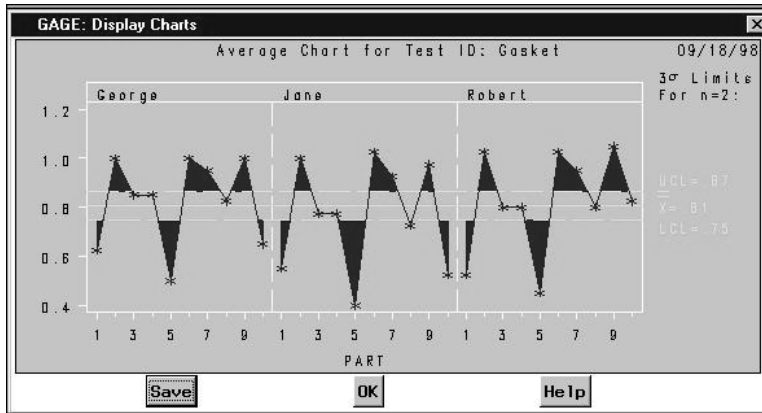 GAGE: Display Charts
Average Chart for Test ID: Gasket 09/18/98
3σ Limits
For n=2:
George Jane Robert
1.2
1.0
0.8
0.6
0.4
UCL=.87
X=.81
LCL=.75
1 3 5 7 9 1 3 5 7 9 1 3 5 7 9
PART
Save OK Help